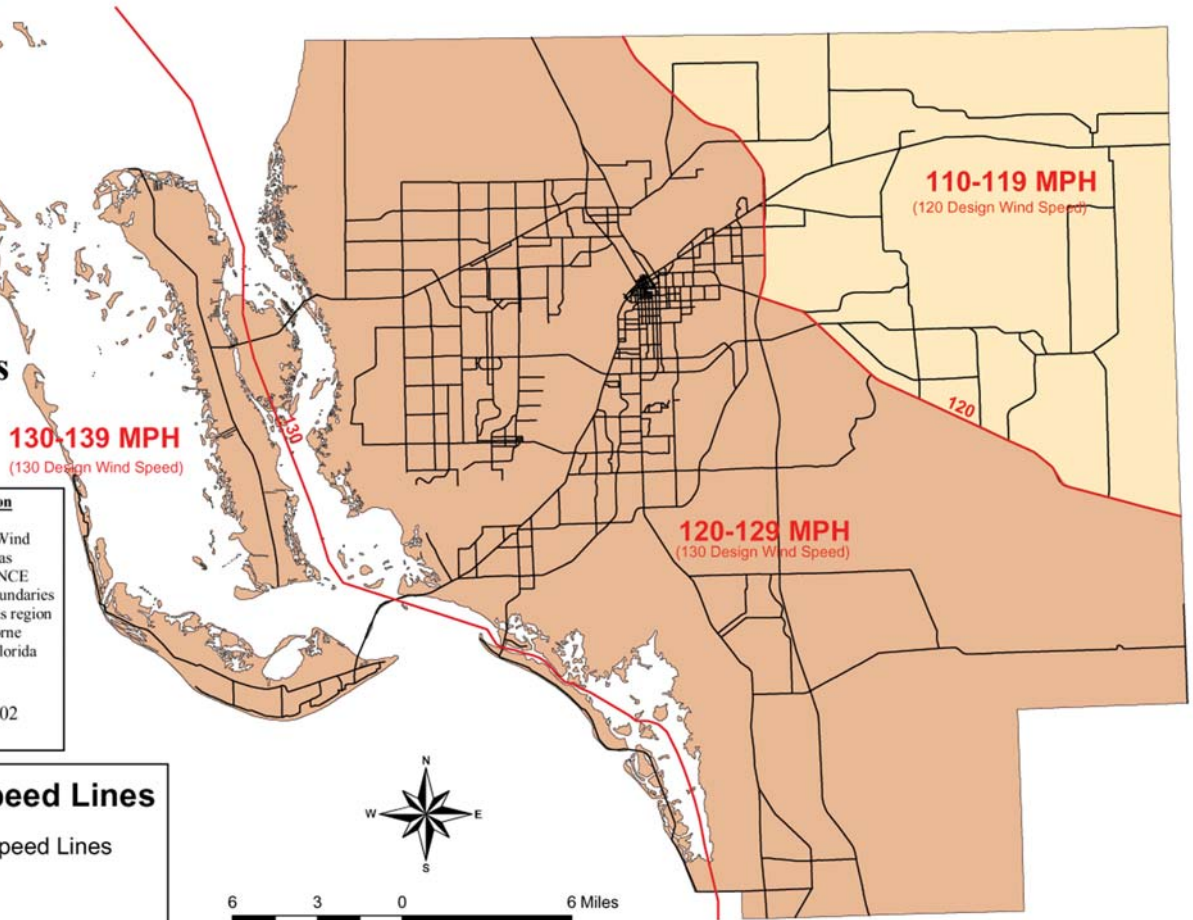 110-119 MPH
(120 Design Wind Speed)
s
130
120
130-139 MPH
(130 Design Wind Speed)
on
Wind
as
NCE
undaries
s region
orne
lorida
02
120-129 MPH
(130 Design Wind Speed)
peed Lines
peed Lines
N
W
E
S
6 3 0 6 Miles